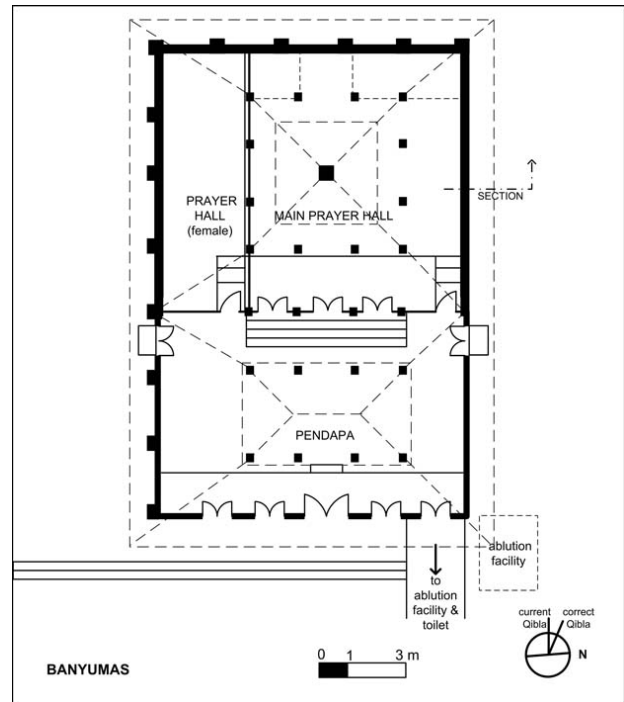 PRAYER
HALL
(female)
MAIN PRAYER HALL
SECTION
PENDAPA
ablution
facility
to
ablution
facility &
toilet
current
Qibla
correct
Qibla
N
0 1 3 m
BANYUMAS